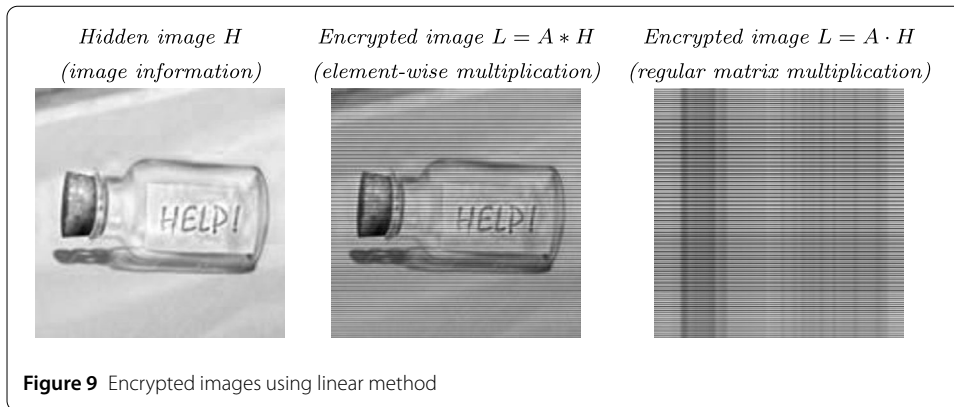 Hidden image H
(image information)
Encrypted image L = A ∗ H
(element-wise multiplication)
Encrypted image L = A · H
(regular matrix multiplication)
HELP!
HELP!
Figure 9 Encrypted images using linear method